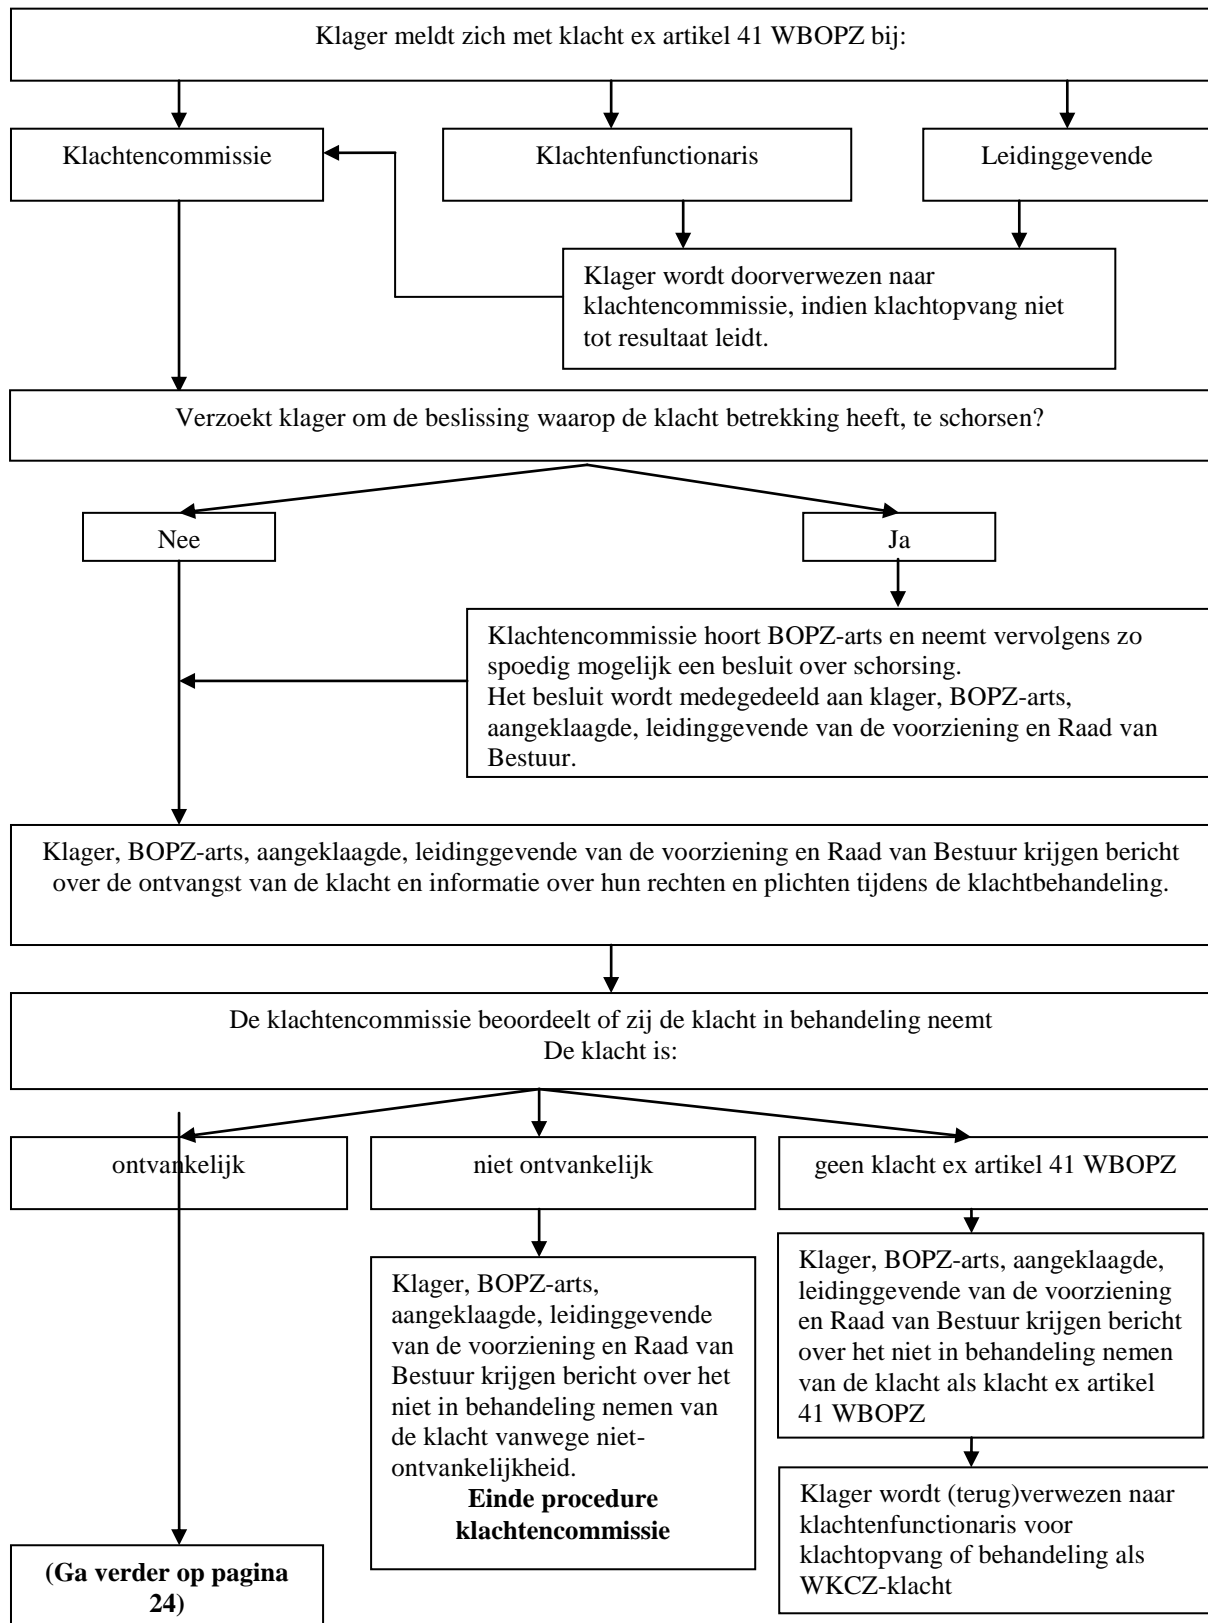 Klager meldt zich met klacht ex artikel 41 WBOPZ bij:
Klachtencommissie
Klachtenfunctionaris
Leidinggevende
Klager wordt doorverwezen naar
klachtencommissie, indien klachtopvang niet
tot resultaat leidt.
Verzoekt klager om de beslissing waarop de klacht betrekking heeft, te schorsen?
Nee
Ja
Klachtencommissie hoort BOPZ-arts en neemt vervolgens zo
spoedig mogelijk een besluit over schorsing.
Het besluit wordt medegedeeld aan klager, BOPZ-arts,
aangeklaagde, leidinggevende van de voorziening en Raad van
Bestuur.
Klager, BOPZ-arts, aangeklaagde, leidinggevende van de voorziening en Raad van Bestuur krijgen bericht
over de ontvangst van de klacht en informatie over hun rechten en plichten tijdens de klachtbehandeling.
De klachtencommissie beoordeelt of zij de klacht in behandeling neemt
De klacht is:
ontvankelijk
niet ontvankelijk
geen klacht ex artikel 41 WBOPZ
Klager, BOPZ-arts,
aangeklaagde, leidinggevende
van de voorziening en Raad van
Bestuur krijgen bericht over het
niet in behandeling nemen van
de klacht vanwege niet-
ontvankelijkheid.
Einde procedure
klachtencommissie
Klager, BOPZ-arts, aangeklaagde,
leidinggevende van de voorziening
en Raad van Bestuur krijgen bericht
over het niet in behandeling nemen
van de klacht als klacht ex artikel
41 WBOPZ
Klager wordt (terug)verwezen naar
klachtenfunctionaris voor
klachtopvang of behandeling als
WKCZ-klacht
(Ga verder op pagina
24)